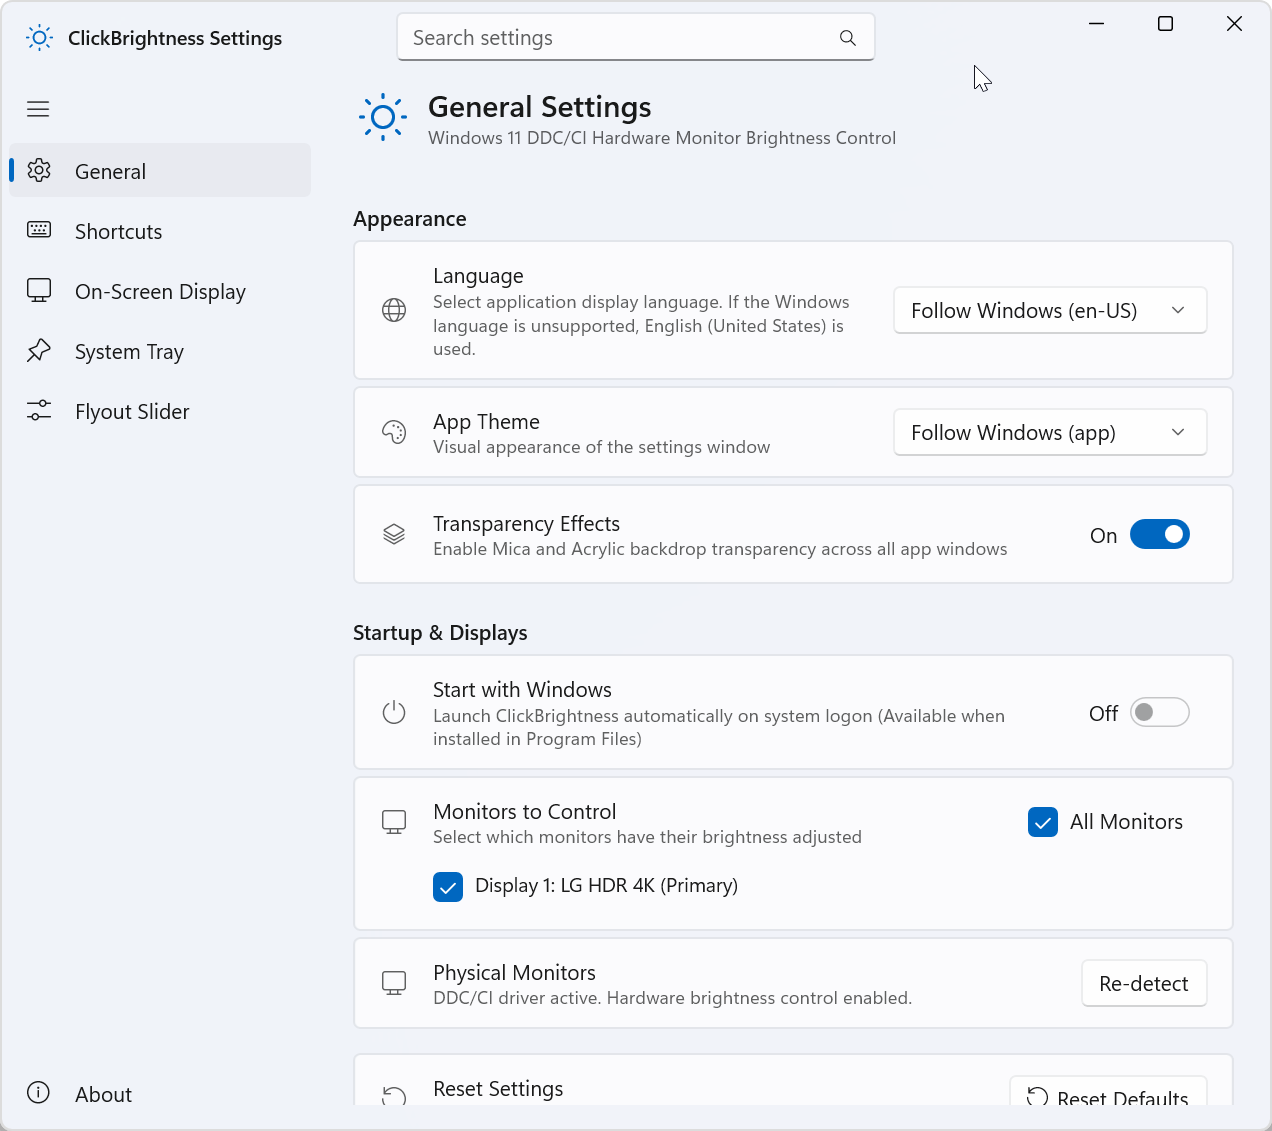 ClickBrightness Settings
Search settings
General Settings
Windows 11 DDC/CI Hardware Monitor Brightness Control
General
Shortcuts
On-Screen Display
System Tray
Flyout Slider
About
Appearance
Language
Select application display language. If the Windows
language is unsupported, English (United States) is
used.
Follow Windows (en-US)
App Theme
Visual appearance of the settings window
Follow Windows (app)
Transparency Effects
Enable Mica and Acrylic backdrop transparency across all app windows
On
Startup & Displays
Start with Windows
Launch ClickBrightness automatically on system logon (Available when
installed in Program Files)
Off
Monitors to Control
Select which monitors have their brightness adjusted
All Monitors
Display 1: LG HDR 4K (Primary)
Physical Monitors
DDC/CI driver active. Hardware brightness control enabled.
Re-detect
Reset Settings
Reset Defaults